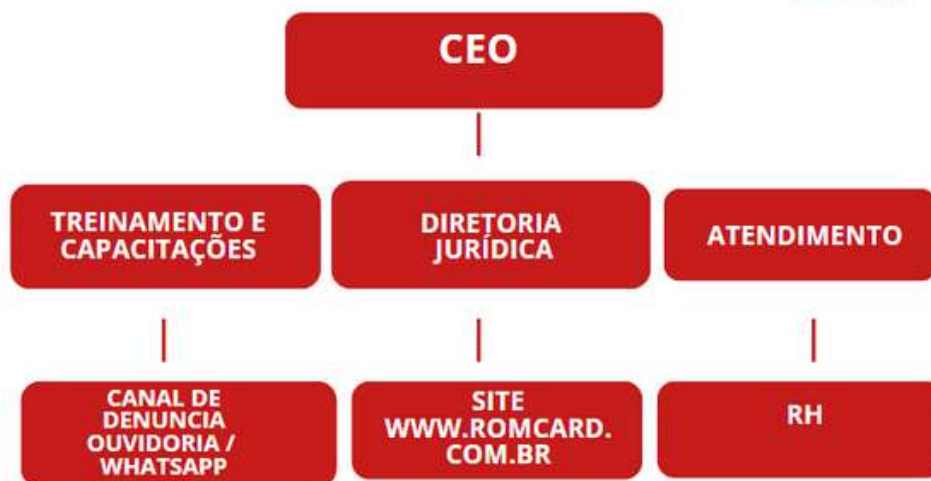 CEO
TREINAMENTO E
CAPACITAÇÕES
DIRETORIA
JURÍDICA
ATENDIMENTO
CANAL DE
DENUNCIA
OUVIDORIA /
WHATSAPP
SITE
WWW.ROMCARD.
COM.BR
RH